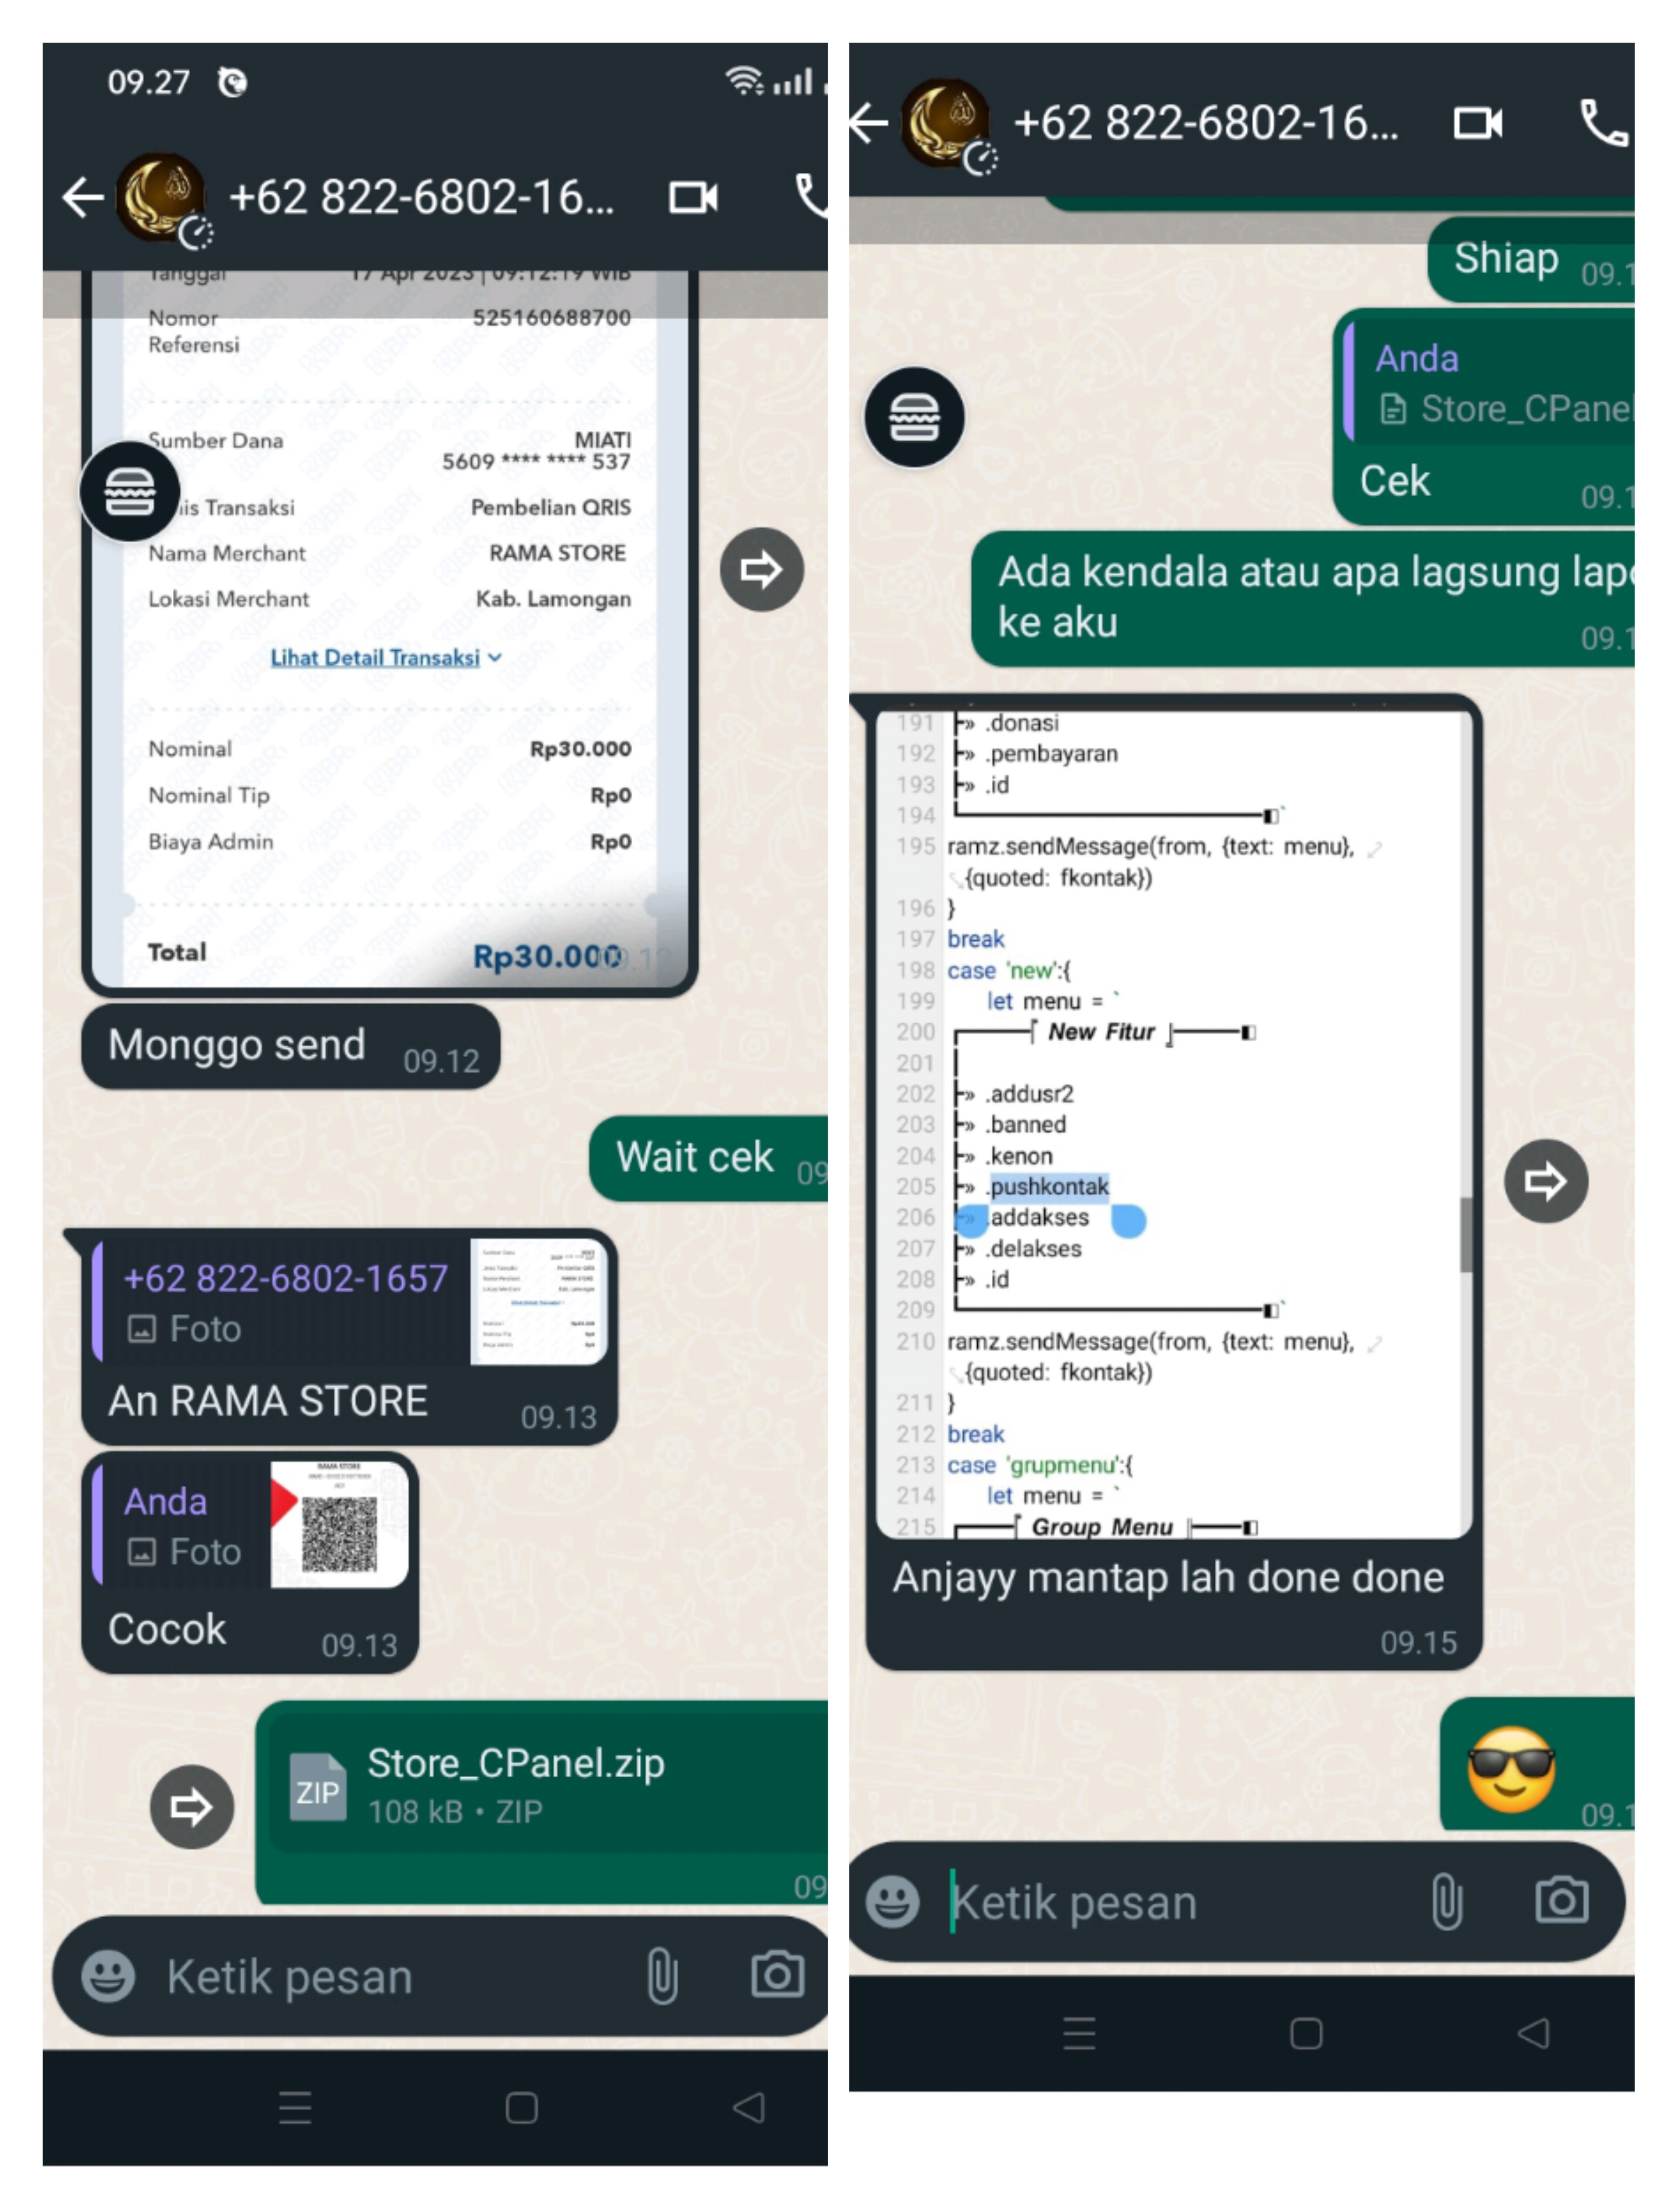 09.27
+62 822-6802-16...
Tanggal 17 Apr 2023 | 09:12:19 WIB
Nomor 525160688700
Referensi
Sumber Dana MIATI
5609 **** **** 537
nis Transaksi Pembelian QRIS
Nama Merchant RAMA STORE
Lokasi Merchant Kab. Lamongan
Lihat Detail Transaksi
Nominal Rp30.000
Nominal Tip Rp0
Biaya Admin Rp0
Total Rp30.000
Monggo send 09.12
Wait cek 09
+62 822-6802-1657
Foto
An RAMA STORE 09.13
Anda
Foto
RAMA STORE
Cocok 09.13
ZIP
Store_CPanel.zip
108 kB • ZIP
09
Ketik pesan
+62 822-6802-16...
Shiap 09.1
Anda
Store_CPanel
Cek 09.1
Ada kendala atau apa lagsung lapo
ke aku
09.1
191 ├» .donasi
192 ├» .pembayaran
193 ├» .id
194 `
195 ramz.sendMessage(from, {text: menu},
{quoted: fkontak})
196 }
197 break
198 case 'new':{
199 let menu = `
200 New Fitur
201
202 ├» .addusr2
203 ├» .banned
204 ├» .kenon
205 ├» .pushkontak
206 .addakses
207 ├» .delakses
208 ├» .id
209 `
210 ramz.sendMessage(from, {text: menu},
{quoted: fkontak})
211 }
212 break
213 case 'grupmenu':{
214 let menu = `
215 Group Menu
Anjayy mantap lah done done
09.15
09.1
Ketik pesan